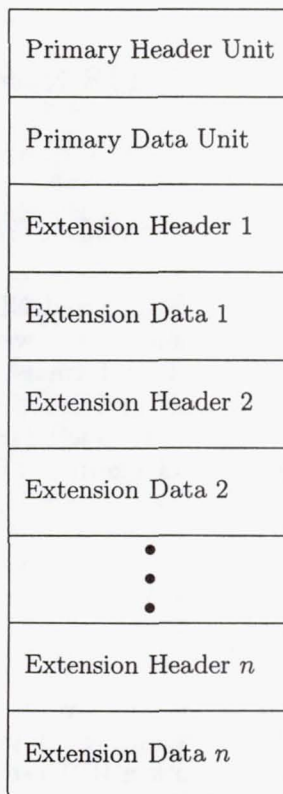 Primary Header Unit
Primary Data Unit
Extension Header 1
Extension Data 1
Extension Header 2
Extension Data 2
Extension Header n
Extension Data n